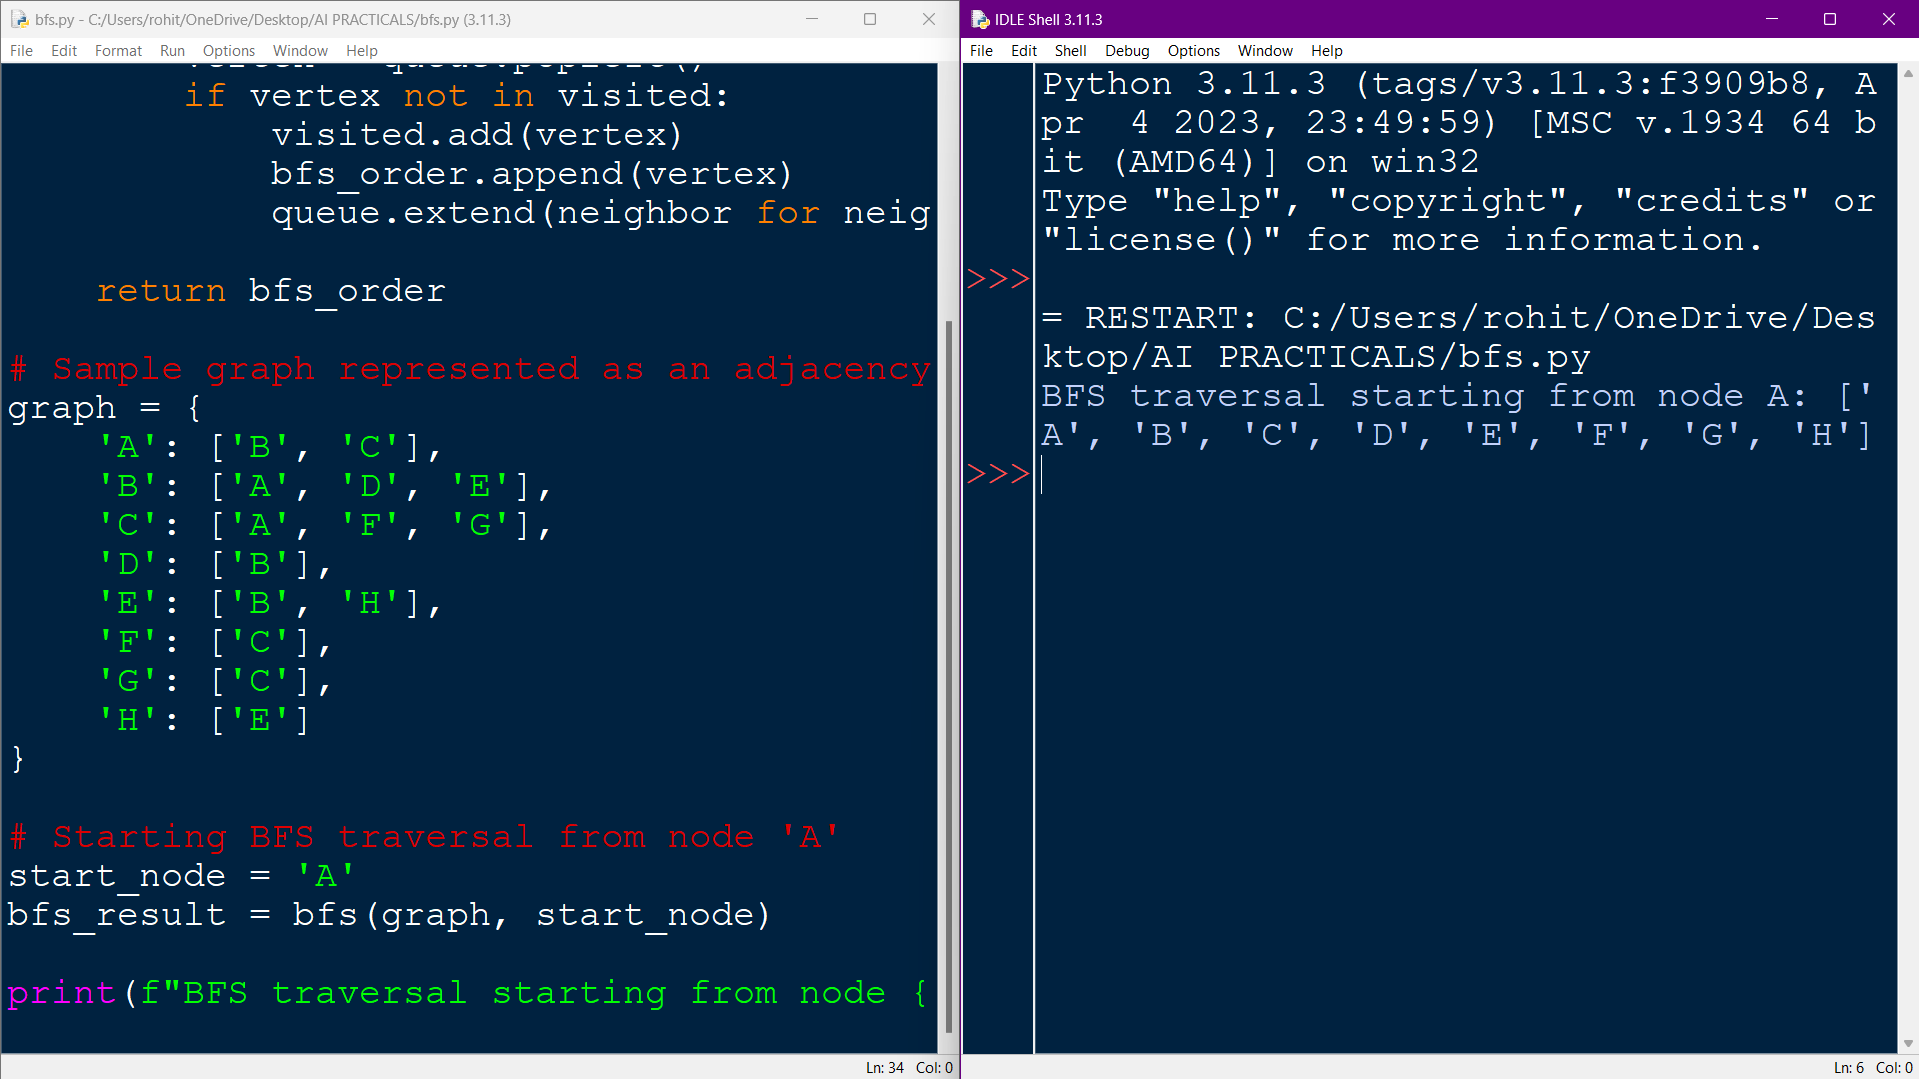 bfs.py - C:/Users/rohit/OneDrive/Desktop/AI PRACTICALS/bfs.py (3.11.3)
File Edit Format Run Options Window Help
if vertex not in visited:
visited.add(vertex)
bfs_order.append(vertex)
queue.extend(neighbor for neig
return bfs_order
# Sample graph represented as an adjacency
graph = {
'A': ['B', 'C'],
'B': ['A', 'D', 'E'],
'C': ['A', 'F', 'G'],
'D': ['B'],
'E': ['B', 'H'],
'F': ['C'],
'G': ['C'],
'H': ['E']
}
# Starting BFS traversal from node 'A'
start_node = 'A'
bfs_result = bfs(graph, start_node)
print(f"BFS traversal starting from node {
Ln: 34 Col: 0
IDLE Shell 3.11.3
File Edit Shell Debug Options Window Help
Python 3.11.3 (tags/v3.11.3:f3909b8, A
pr  4 2023, 23:49:59) [MSC v.1934 64 b
it (AMD64)] on win32
Type "help", "copyright", "credits" or
"license()" for more information.
>>>
= RESTART: C:/Users/rohit/OneDrive/Des
ktop/AI PRACTICALS/bfs.py
BFS traversal starting from node A: ['
A', 'B', 'C', 'D', 'E', 'F', 'G', 'H']
>>>
Ln: 6 Col: 0